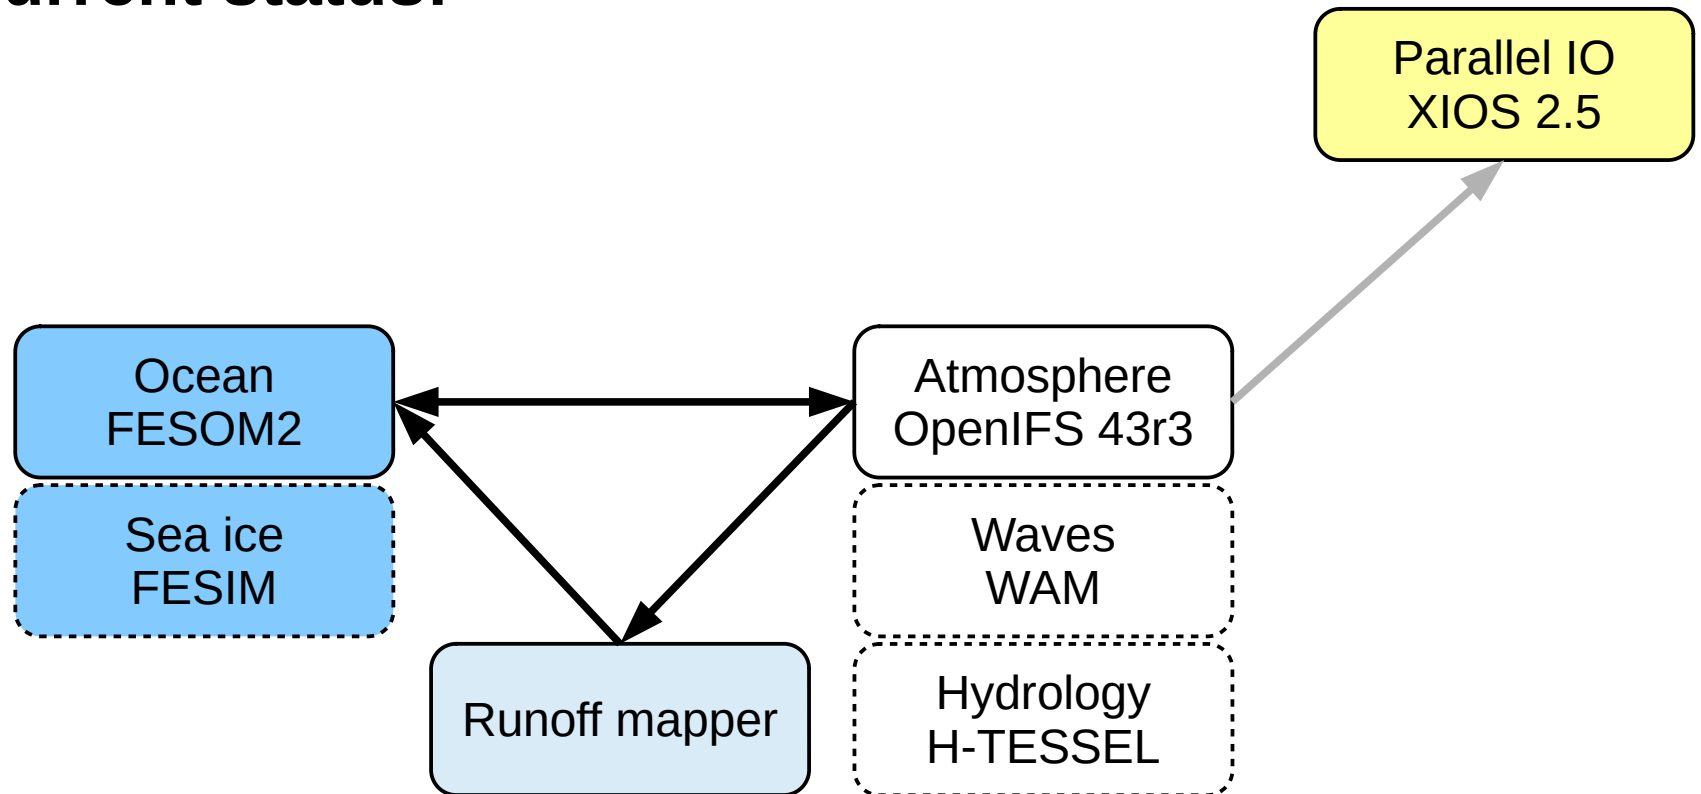 status:
Parallel IO
XIOS 2.5
Ocean
FESOM2
Atmosphere
OpenIFS 43r3
Sea ice
FESIM
Waves
WAM
Runoff mapper
Hydrology
H-TESSEL